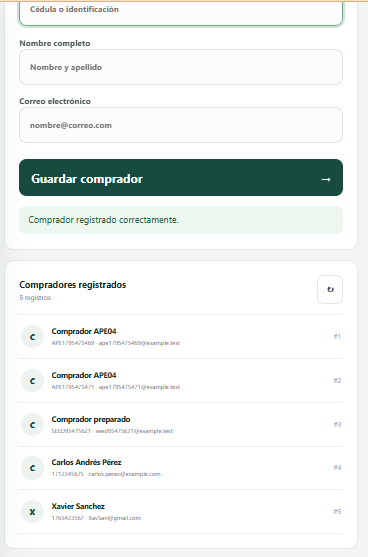 Cédula o identificación
Nombre completo
Nombre y apellido
Correo electrónico
nombre@correo.com
Guardar comprador →
Comprador registrado correctamente.
Compradores registrados
5 registros
↻
C
Comprador APE04
APE1795475469 · ape1795475469@example.test
#1
C
Comprador APE04
APE1795475471 · ape1795475471@example.test
#2
C
Comprador preparado
SEED95475621 · seed95475621@example.test
#3
C
Carlos Andrés Pérez
1712345675 · carlos.perez@example.com
#4
X
Xavier Sanchez
1765423567 · XavSan@gmail.com
#5